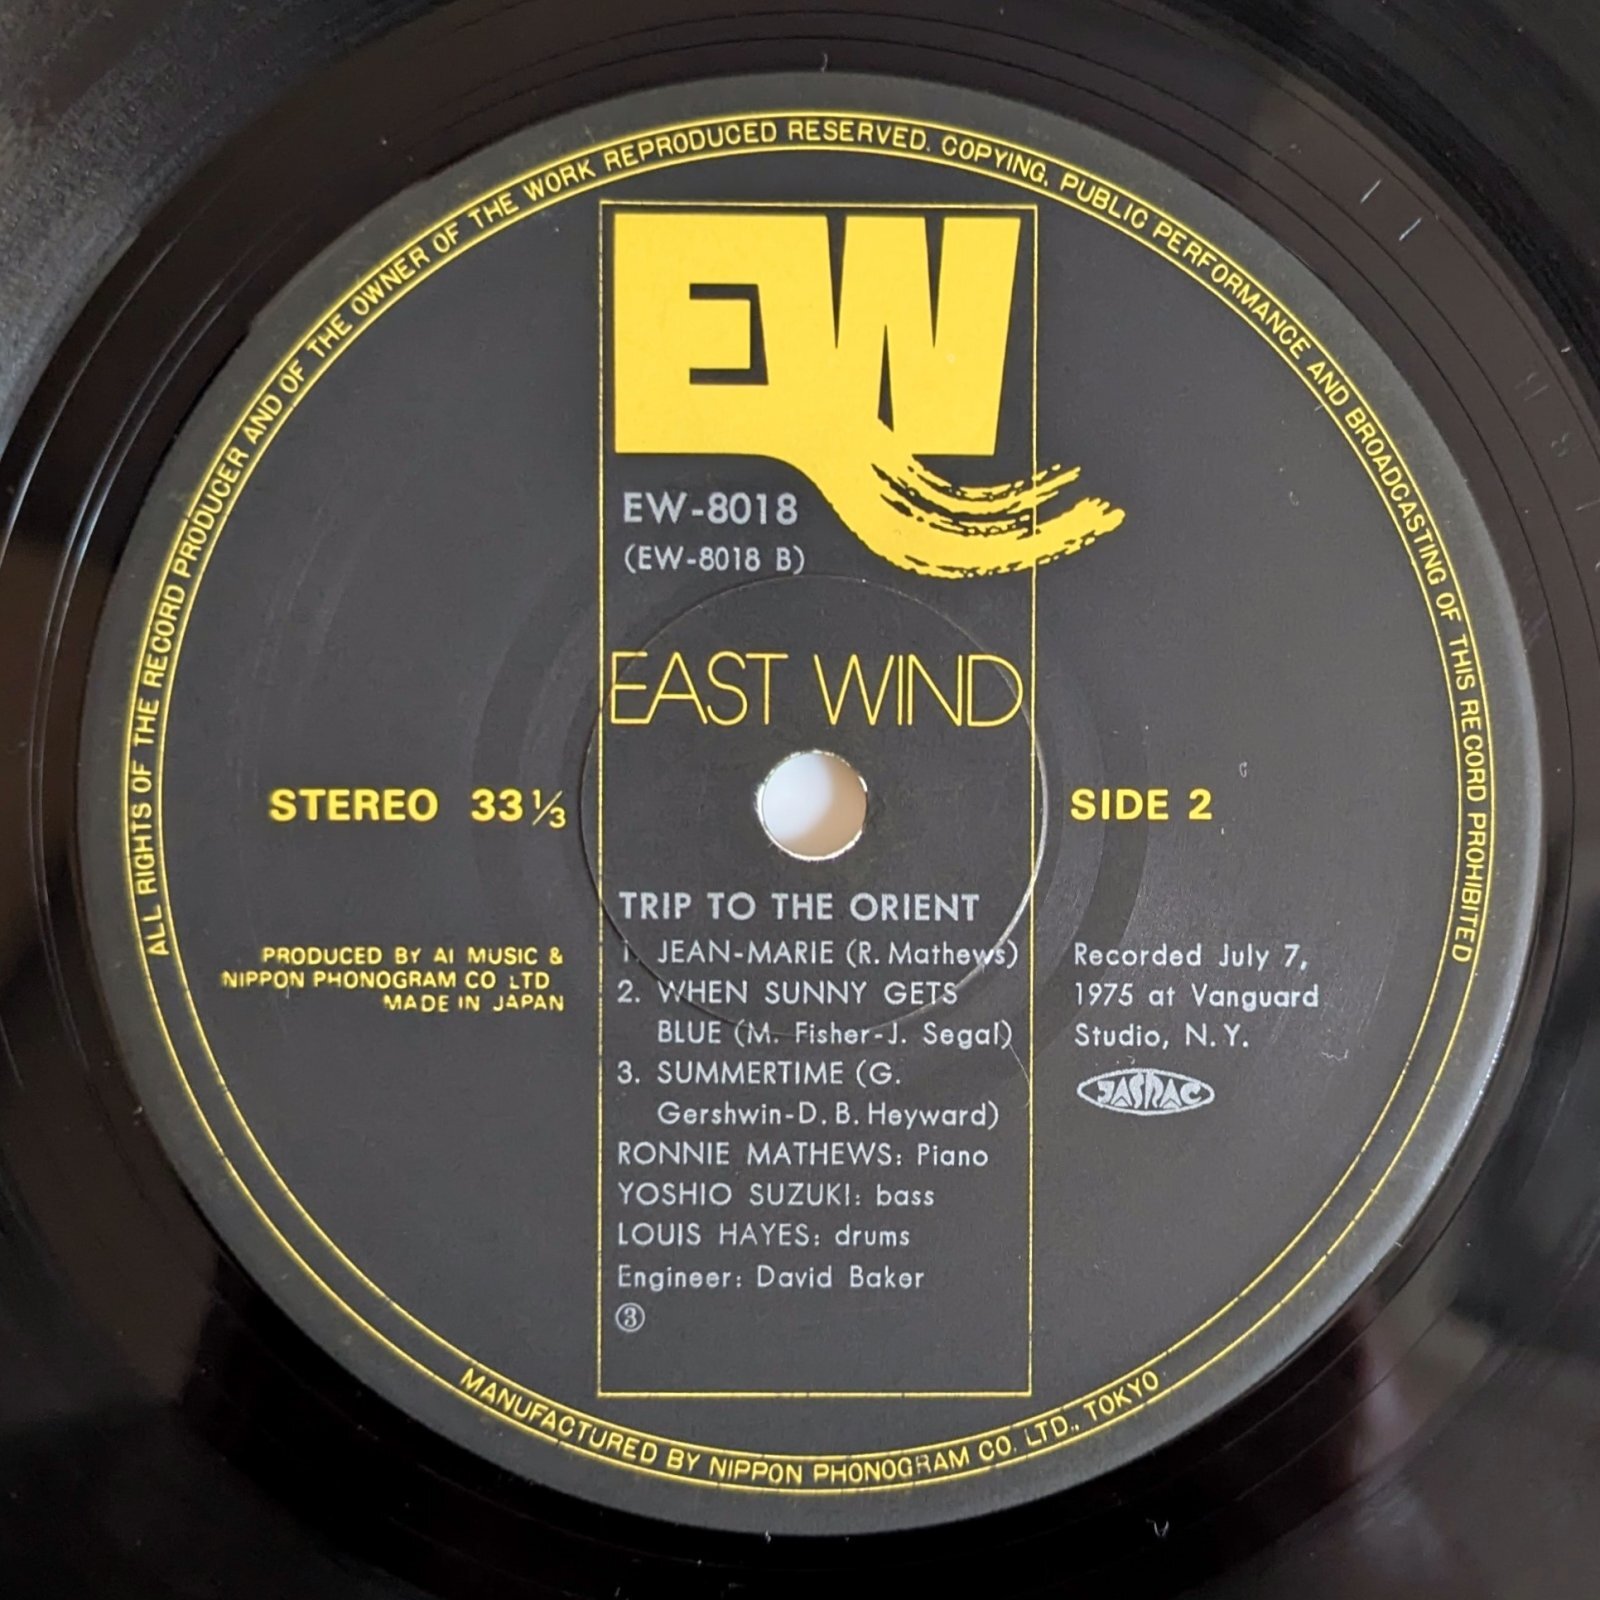 ALL RIGHTS OF THE RECORD PRODUCER AND OF THE OWNER OF THE WORK REPRODUCED RESERVED. COPYING, PUBLIC PERFORMANCE AND BROADCASTING OF THIS RECORD PROHIBITED
EW
EW-8018
(EW-8018 B)
EAST WIND
STEREO 33⅓
SIDE 2
PRODUCED BY AI MUSIC &
NIPPON PHONOGRAM CO LTD
MADE IN JAPAN
TRIP TO THE ORIENT
1. JEAN-MARIE (R. Mathews)
2. WHEN SUNNY GETS
BLUE (M. Fisher-J. Segal)
3. SUMMERTIME (G.
Gershwin-D. B. Heyward)
RONNIE MATHEWS: Piano
YOSHIO SUZUKI: bass
LOUIS HAYES: drums
Engineer: David Baker
③
Recorded July 7,
1975 at Vanguard
Studio, N.Y.
JASRAC
MANUFACTURED BY NIPPON PHONOGRAM CO. LTD., TOKYO